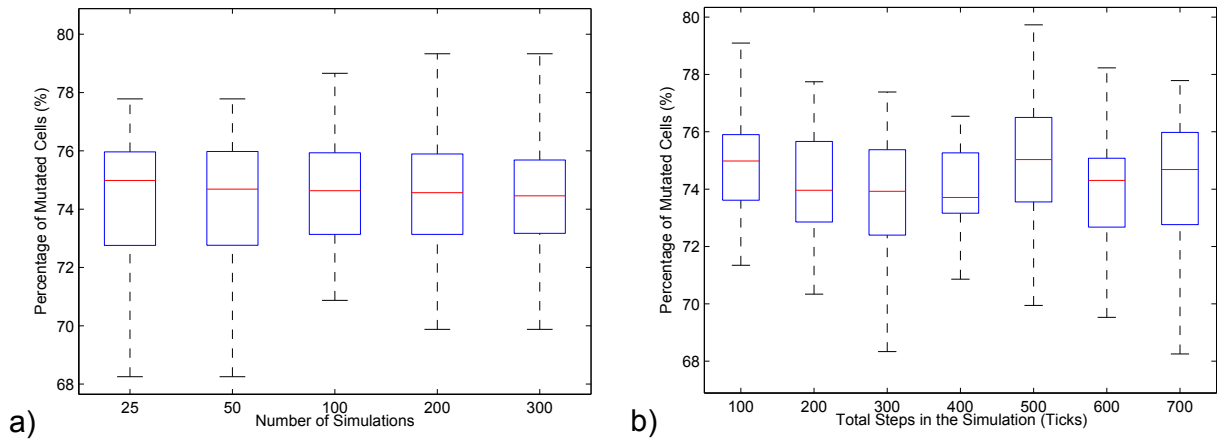 80
78
76
74
72
70
68
Percentage of Mutated Cells (%)
25 50 100 200 300
Number of Simulations
a)
80
78
76
74
72
70
68
Percentage of Mutated Cells (%)
100 200 300 400 500 600 700
Total Steps in the Simulation (Ticks)
b)